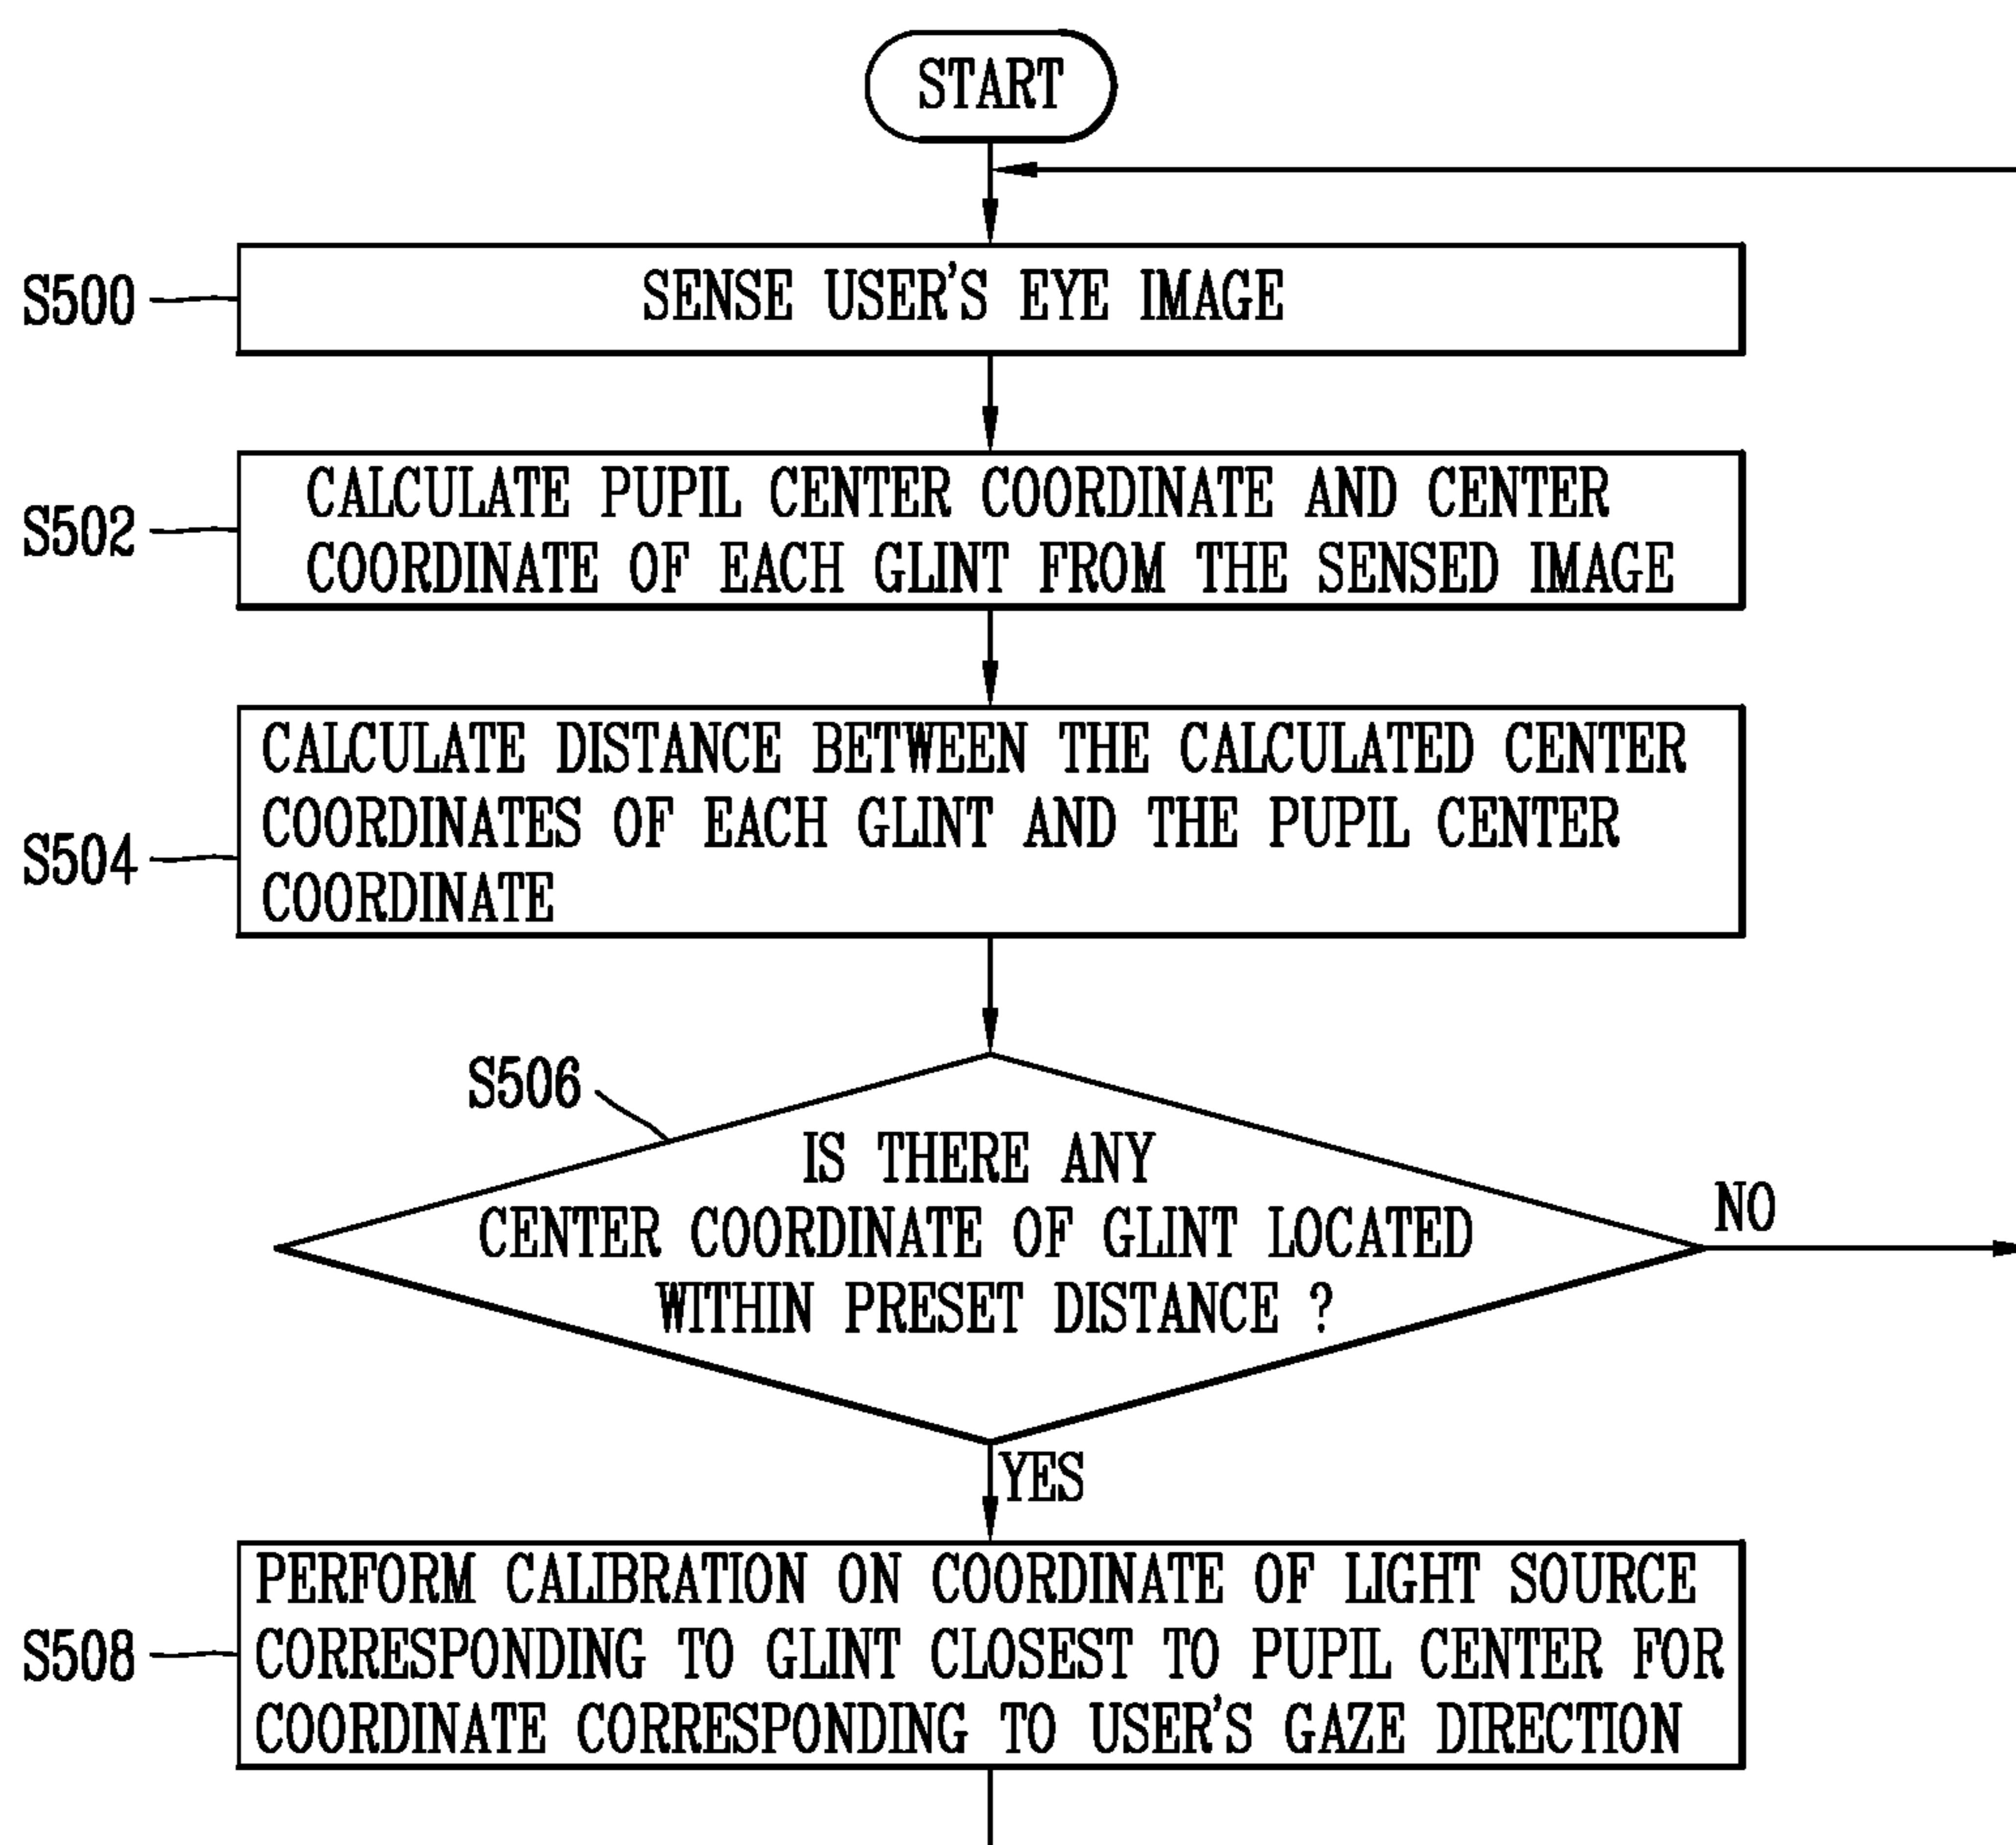 START
S500
SENSE USER'S EYE IMAGE
S502
CALCULATE PUPIL CENTER COORDINATE AND CENTER
COORDINATE OF EACH GLINT FROM THE SENSED IMAGE
S504
CALCULATE DISTANCE BETWEEN THE CALCULATED CENTER
COORDINATES OF EACH GLINT AND THE PUPIL CENTER
COORDINATE
S506
IS THERE ANY
CENTER COORDINATE OF GLINT LOCATED
WITHIN PRESET DISTANCE ?
NO
YES
S508
PERFORM CALIBRATION ON COORDINATE OF LIGHT SOURCE
CORRESPONDING TO GLINT CLOSEST TO PUPIL CENTER FOR
COORDINATE CORRESPONDING TO USER'S GAZE DIRECTION